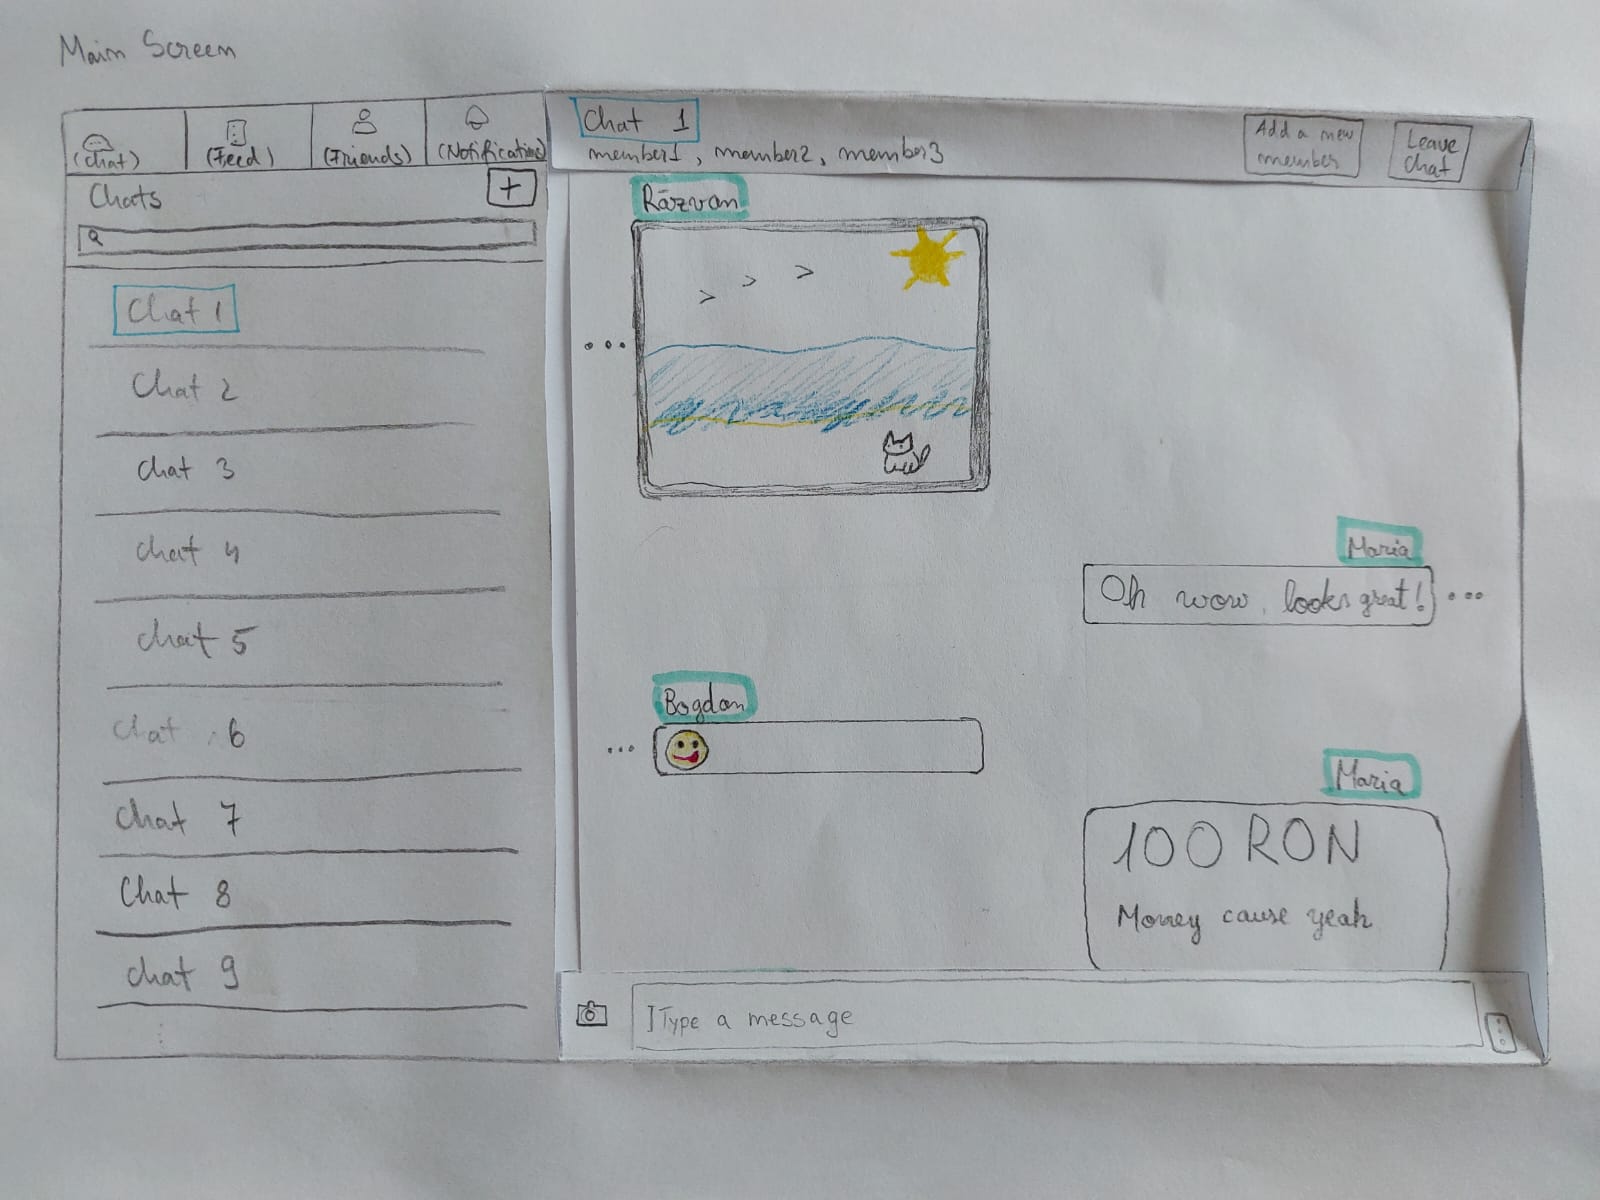 Main Screen
(Chat)
(Feed)
(Friends)
(Notifications)
Chats
+
Chat 1
Chat 2
Chat 3
Chat 4
Chat 5
Chat 6
Chat 7
Chat 8
Chat 9
Chat 1
member1, member2, member3
Add a new
member
Leave
Chat
Răzvan
Maria
Oh wow, looks great!
Bogdan
Maria
100 RON
Money cause yeah
Type a message